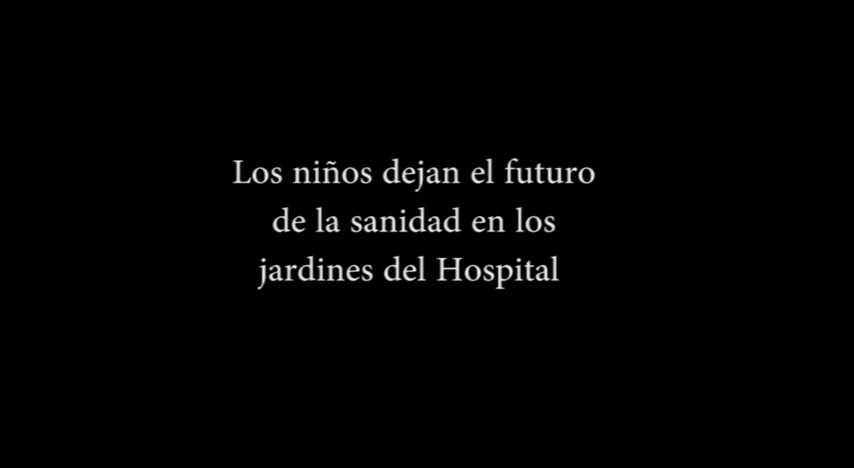 Los niños dejan el futuro
de la sanidad en los
jardines del Hospital